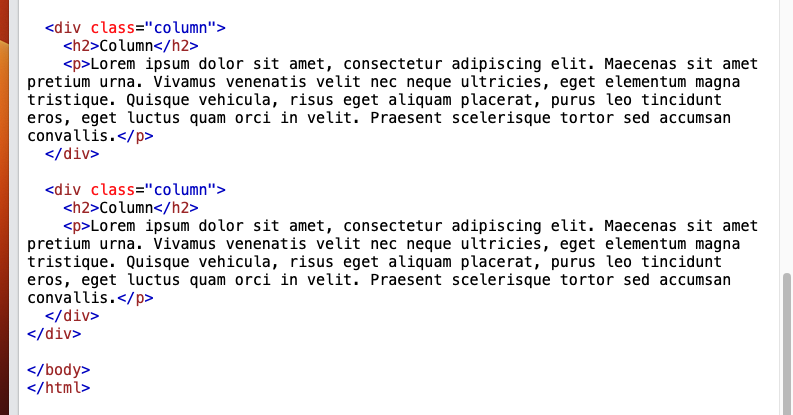 <div class="column">
<h2>Column</h2>
<p>Lorem ipsum dolor sit amet, consectetur adipiscing elit. Maecenas sit amet
pretium urna. Vivamus venenatis velit nec neque ultricies, eget elementum magna
tristique. Quisque vehicula, risus eget aliquam placerat, purus leo tincidunt
eros, eget luctus quam orci in velit. Praesent scelerisque tortor sed accumsan
convallis.</p>
</div>
<div class="column">
<h2>Column</h2>
<p>Lorem ipsum dolor sit amet, consectetur adipiscing elit. Maecenas sit amet
pretium urna. Vivamus venenatis velit nec neque ultricies, eget elementum magna
tristique. Quisque vehicula, risus eget aliquam placerat, purus leo tincidunt
eros, eget luctus quam orci in velit. Praesent scelerisque tortor sed accumsan
convallis.</p>
</div>
</div>
</body>
</html>